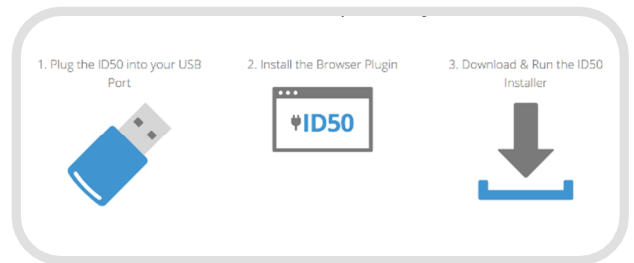 1. Plug the ID50 into your USB
Port
2. Install the Browser Plugin
3. Download & Run the ID50
Installer
ID50